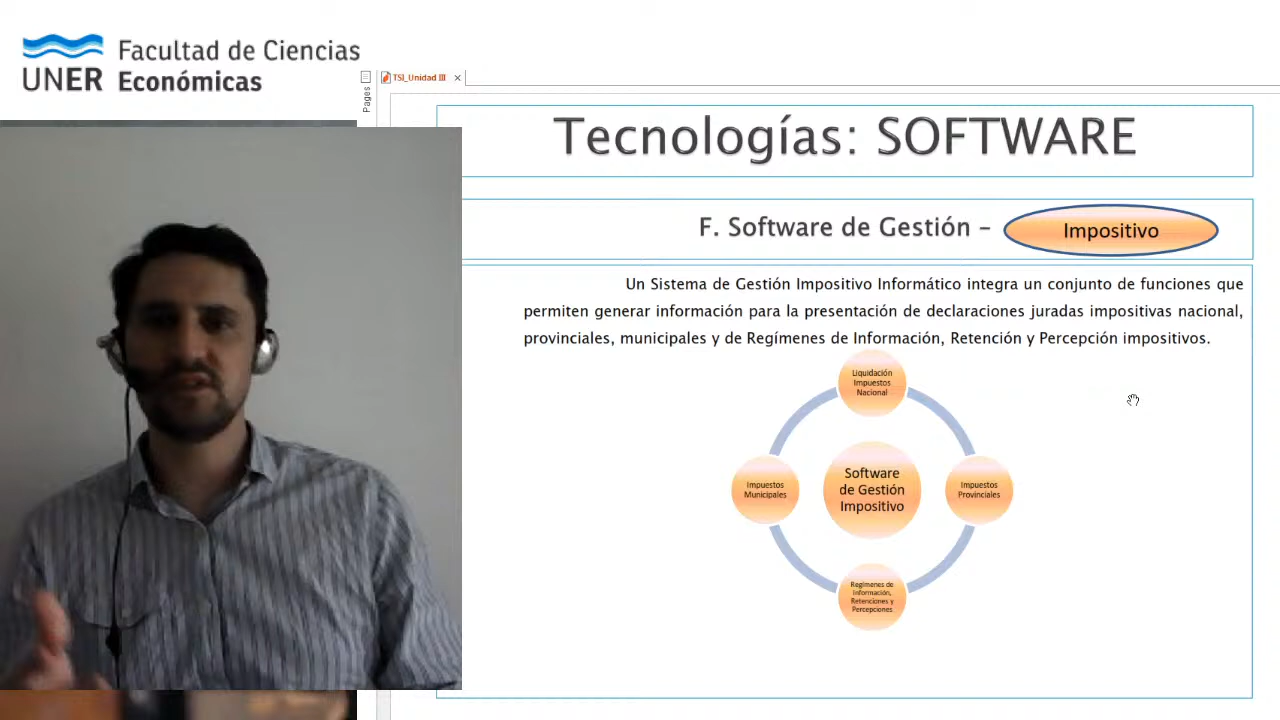 Facultad de Ciencias
UNER Económicas
TSI_Unidad III
Pages
Tecnologías: SOFTWARE
F. Software de Gestión – Impositivo
Un Sistema de Gestión Impositivo Informático integra un conjunto de funciones que
permiten generar información para la presentación de declaraciones juradas impositivas nacional,
provinciales, municipales y de Regímenes de Información, Retención y Percepción impositivos.
Liquidación
Impuestos
Nacional
Impuestos
Municipales
Software
de Gestión
Impositivo
Impuestos
Provinciales
Regímenes de
Información,
Retenciones y
Percepciones